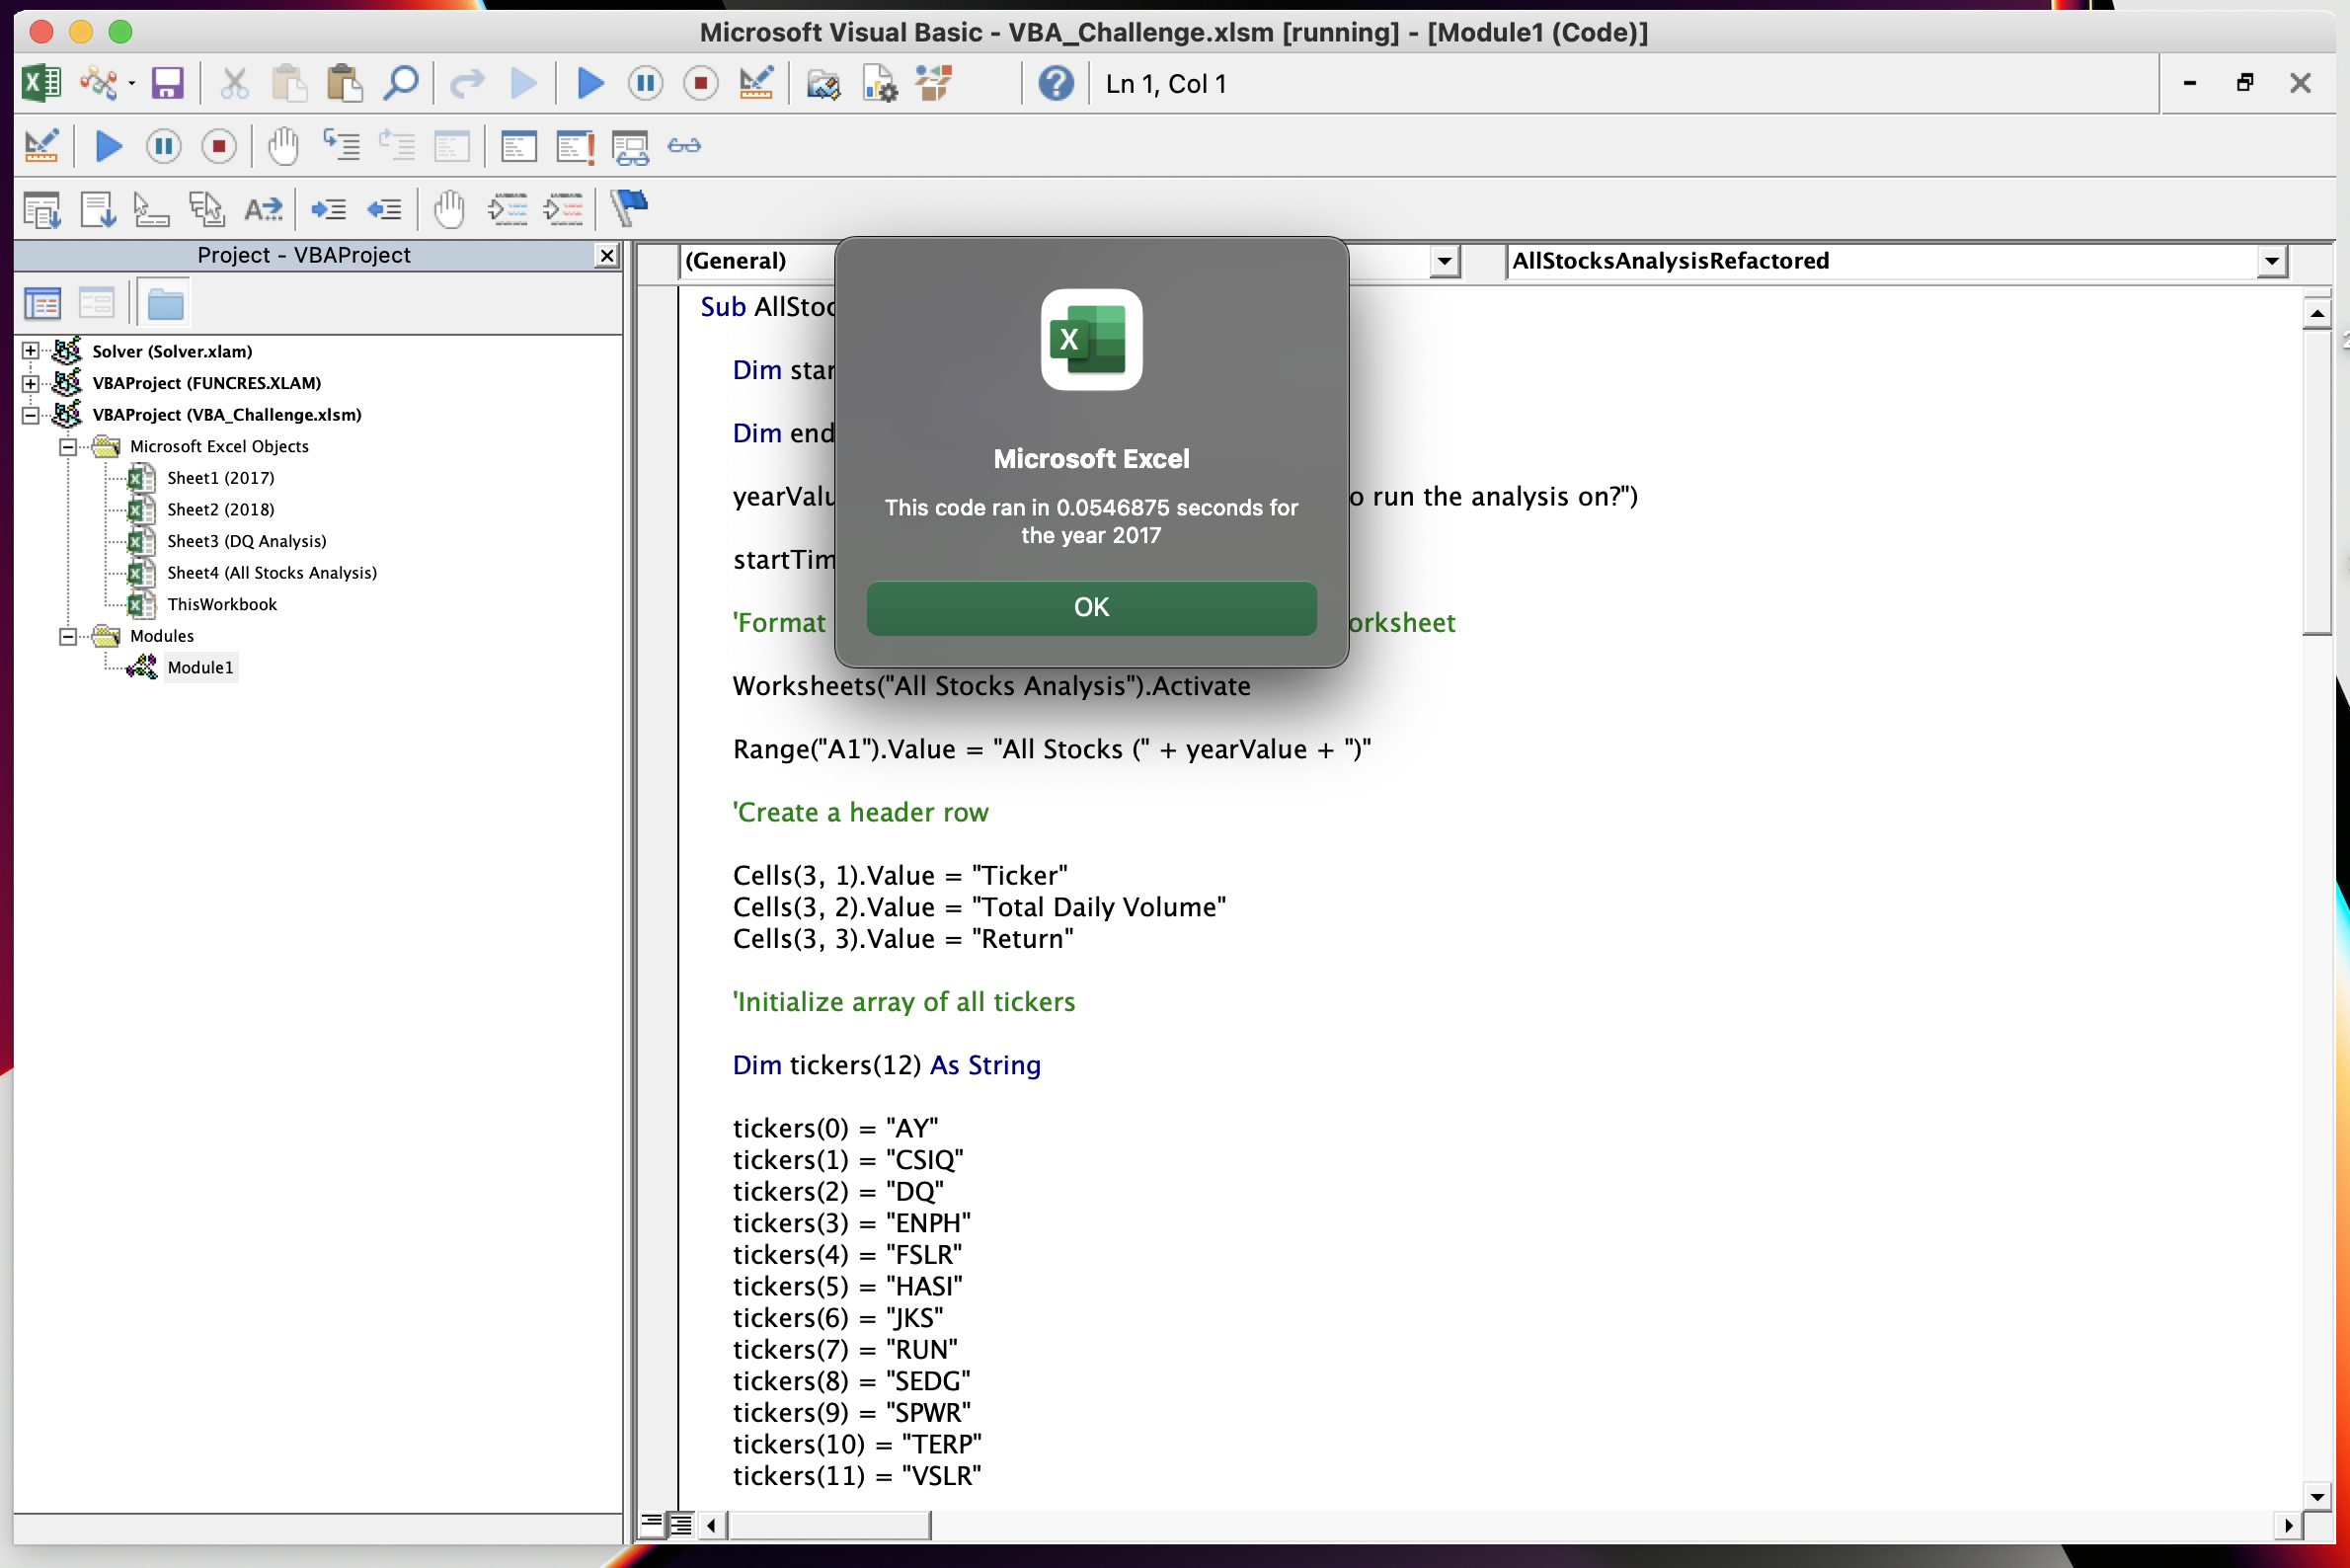 Microsoft Visual Basic - VBA_Challenge.xlsm [running] - [Module1 (Code)]
Ln 1, Col 1
Project - VBAProject
Solver (Solver.xlam)
VBAProject (FUNCRES.XLAM)
VBAProject (VBA_Challenge.xlsm)
Microsoft Excel Objects
Sheet1 (2017)
Sheet2 (2018)
Sheet3 (DQ Analysis)
Sheet4 (All Stocks Analysis)
ThisWorkbook
Modules
Module1
(General)
AllStocksAnalysisRefactored
Microsoft Excel
This code ran in 0.0546875 seconds for
the year 2017
OK
Sub AllStoc
Dim star
Dim end
yearValu o run the analysis on?")
startTim
'Format orksheet
Worksheets("All Stocks Analysis").Activate
Range("A1").Value = "All Stocks (" + yearValue + ")"
'Create a header row
Cells(3, 1).Value = "Ticker"
Cells(3, 2).Value = "Total Daily Volume"
Cells(3, 3).Value = "Return"
'Initialize array of all tickers
Dim tickers(12) As String
tickers(0) = "AY"
tickers(1) = "CSIQ"
tickers(2) = "DQ"
tickers(3) = "ENPH"
tickers(4) = "FSLR"
tickers(5) = "HASI"
tickers(6) = "JKS"
tickers(7) = "RUN"
tickers(8) = "SEDG"
tickers(9) = "SPWR"
tickers(10) = "TERP"
tickers(11) = "VSLR"